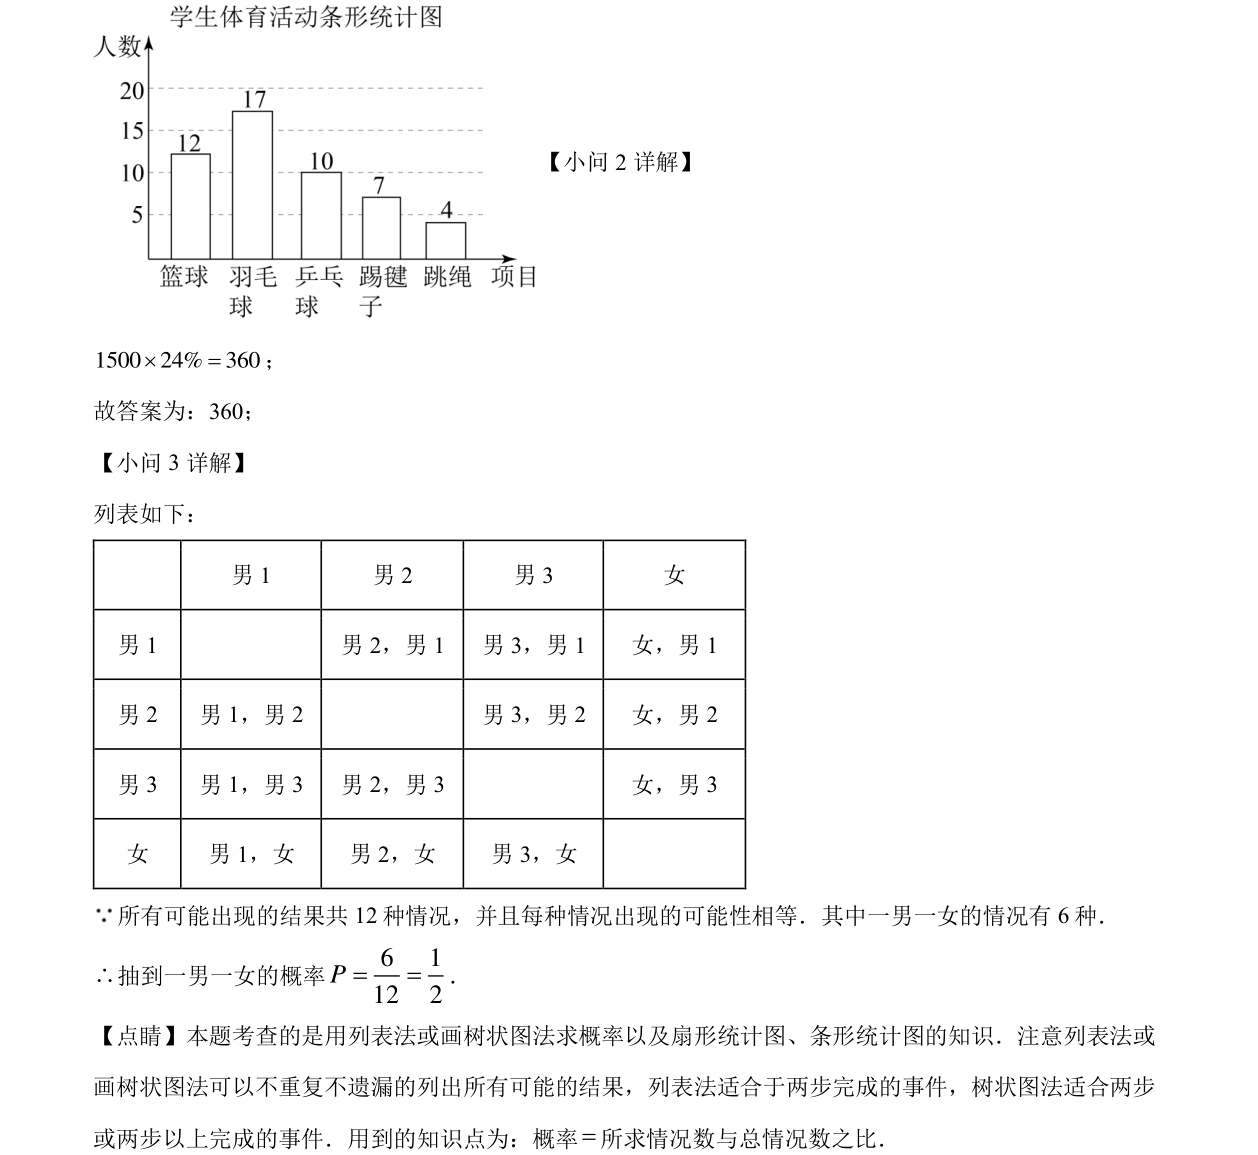 学生体育活动条形统计图
人数
20
15
10
5
12
17
10
7
4
篮球 羽毛球 乒乓球 踢毽子 跳绳 项目
【小问 2 详解】
1500×24%=360；
故答案为：360；
【小问 3 详解】
列表如下：
男 1 男 2 男 3 女
男 1 男 2，男 1 男 3，男 1 女，男 1
男 2 男 1，男 2 男 3，男 2 女，男 2
男 3 男 1，男 3 男 2，男 3 女，男 3
女 男 1，女 男 2，女 男 3，女
∵所有可能出现的结果共 12 种情况，并且每种情况出现的可能性相等．其中一男一女的情况有 6 种．
∴抽到一男一女的概率 P = 6/12 = 1/2．
【点睛】本题考查的是用列表法或画树状图法求概率以及扇形统计图、条形统计图的知识．注意列表法或
画树状图法可以不重复不遗漏的列出所有可能的结果，列表法适合于两步完成的事件，树状图法适合两步
或两步以上完成的事件．用到的知识点为：概率＝所求情况数与总情况数之比．